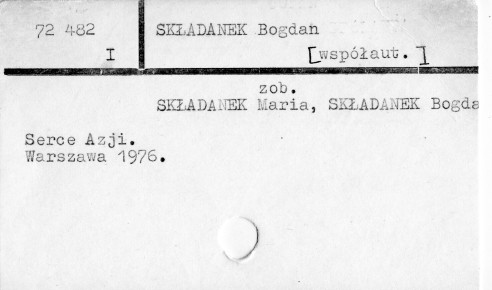 72 482
I
SKŁADANEK Bogdan
[współaut.]
zob.
SKŁADANEK Maria, SKŁADANEK Bogda
Serce Azji.
Warszawa 1976.